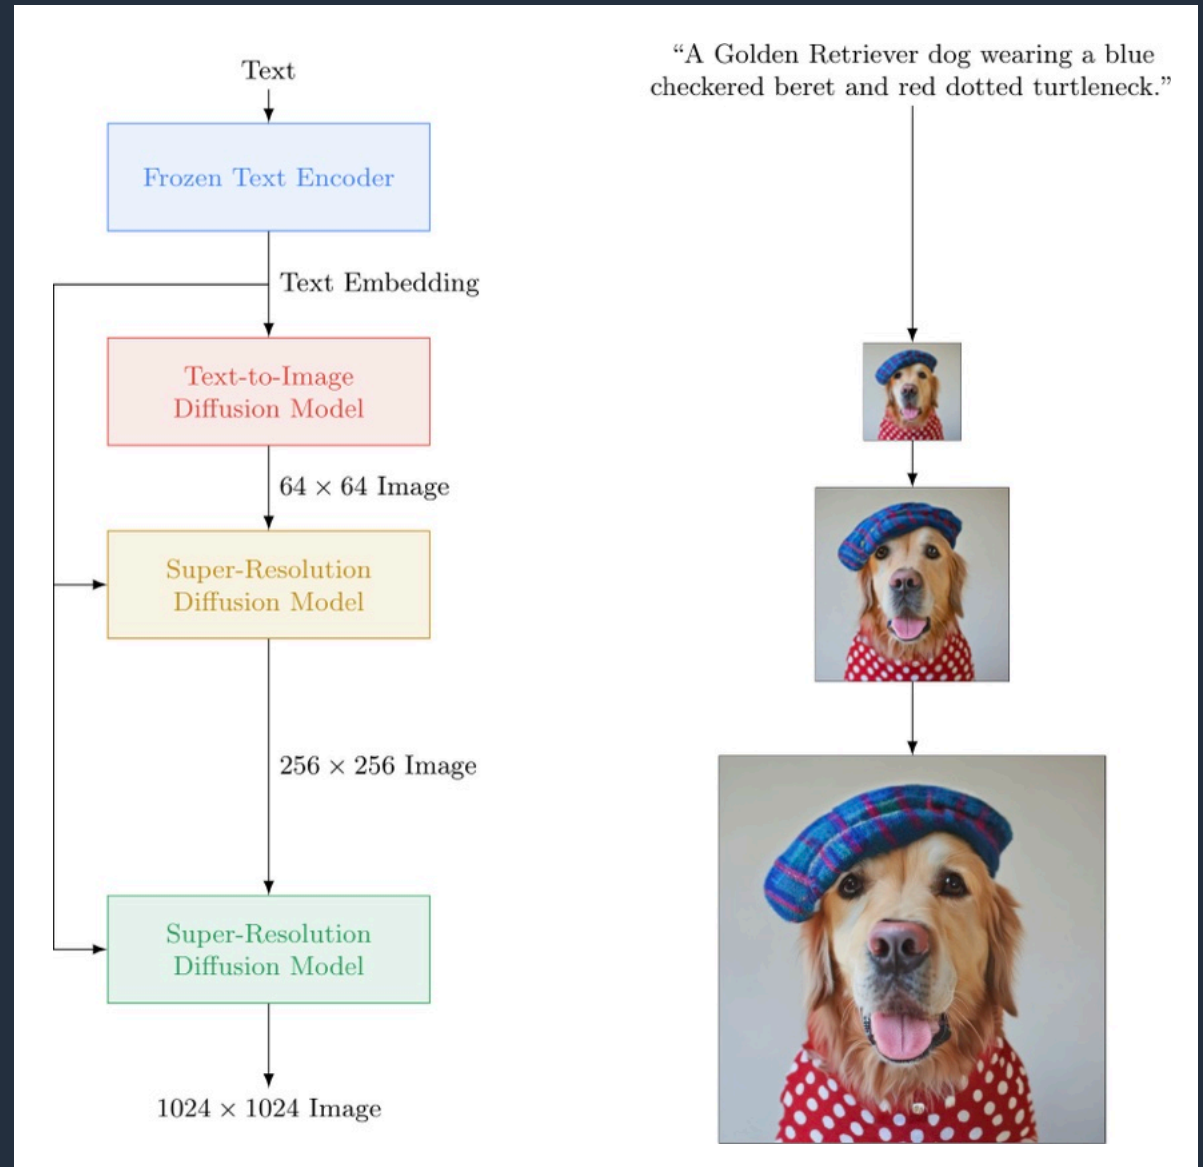 Text
Frozen Text Encoder
Text Embedding
Text-to-Image
Diffusion Model
64 × 64 Image
Super-Resolution
Diffusion Model
256 × 256 Image
Super-Resolution
Diffusion Model
1024 × 1024 Image
“A Golden Retriever dog wearing a blue
checkered beret and red dotted turtleneck.”